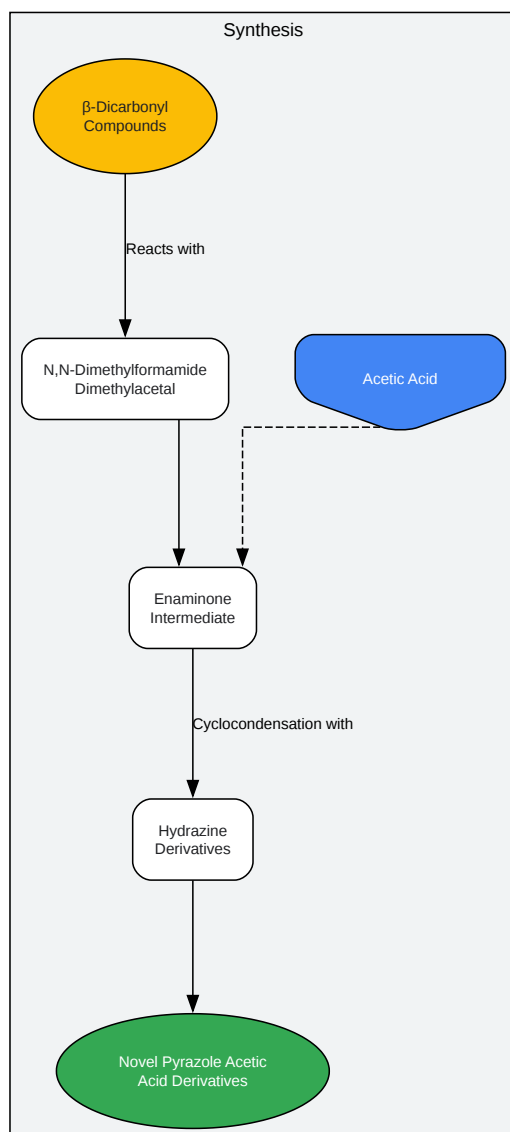 Synthesis
β-Dicarbonyl
Compounds
Reacts with
N,N-Dimethylformamide
Dimethylacetal
Acetic Acid
Enaminone
Intermediate
Cyclocondensation with
Hydrazine
Derivatives
Novel Pyrazole Acetic
Acid Derivatives